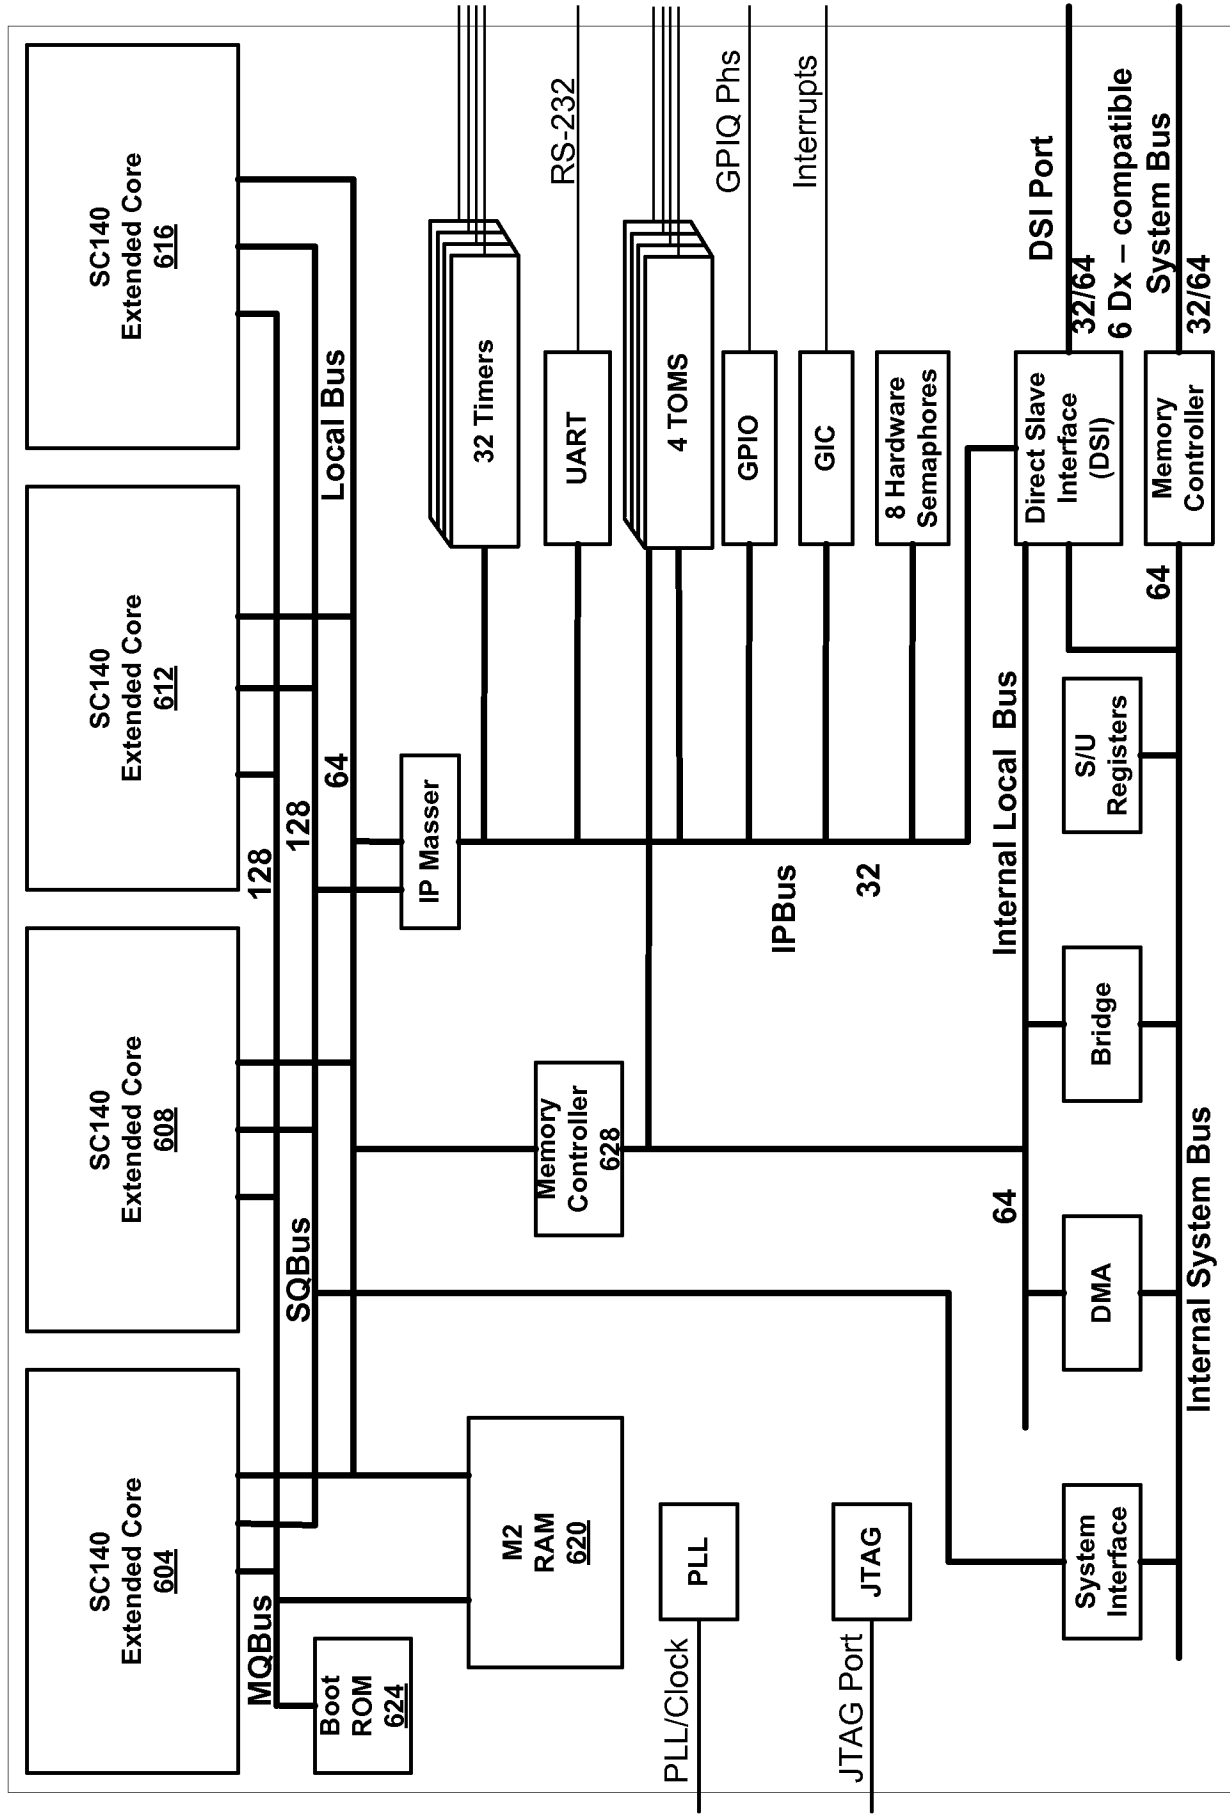 SC140
Extended Core
604
SC140
Extended Core
608
SC140
Extended Core
612
SC140
Extended Core
616
MQBus
128
SQBus
128
64
Local Bus
Boot
ROM
624
M2
RAM
620
Memory
Controller
628
IP Masser
32 Timers
UART
RS-232
4 TOMS
GPIO
GPIQ Phs
GIC
Interrupts
8 Hardware
Semaphores
IPBus
32
PLL/Clock
PLL
JTAG Port
JTAG
64
Internal Local Bus
Direct Slave
Interface
(DSI)
DSI Port
32/64
System
Interface
DMA
Bridge
S/U
Registers
64
Memory
Controller
6 Dx – compatible
System Bus
32/64
Internal System Bus